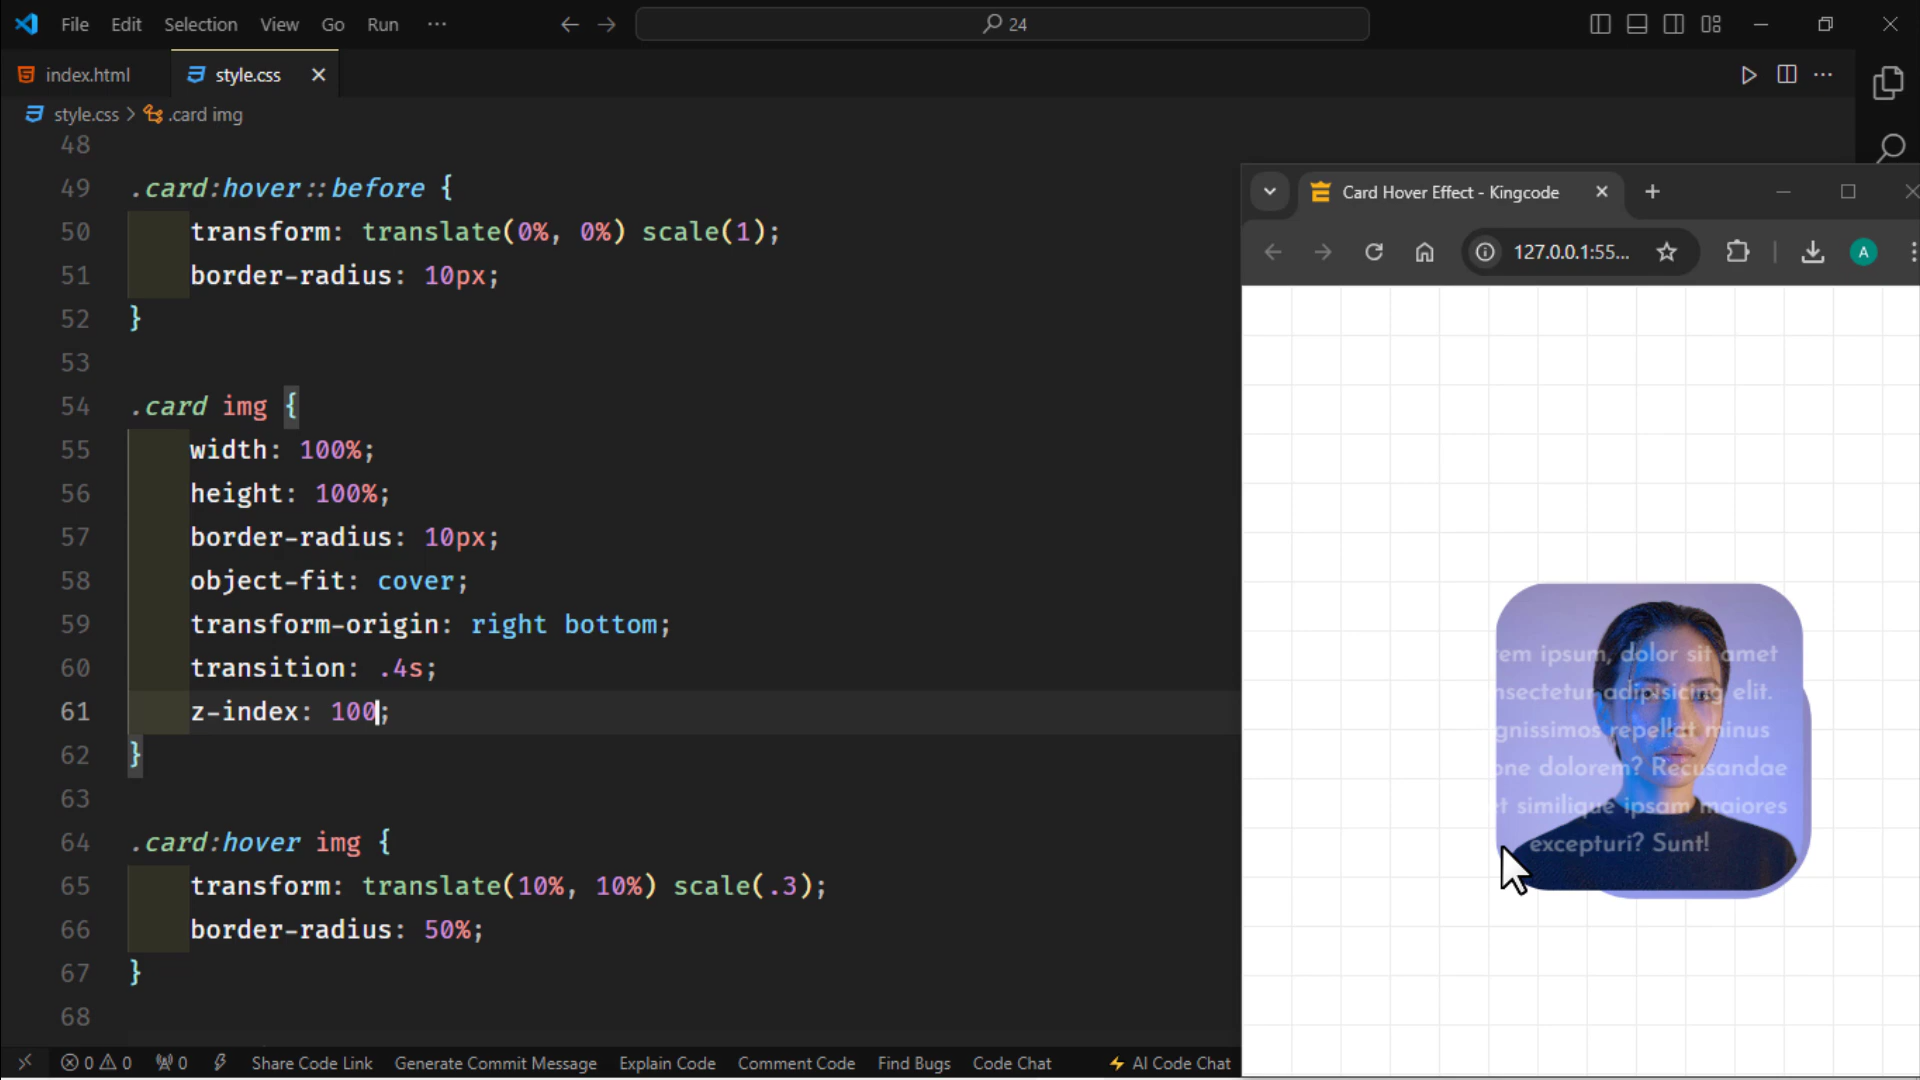 File Edit Selection View Go Run ···
24
index.html
style.css
style.css > .card img
48
49 .card:hover::before {
50 transform: translate(0%, 0%) scale(1);
51 border-radius: 10px;
52 }
53
54 .card img {
55 width: 100%;
56 height: 100%;
57 border-radius: 10px;
58 object-fit: cover;
59 transform-origin: right bottom;
60 transition: .4s;
61 z-index: 100;
62 }
63
64 .card:hover img {
65 transform: translate(10%, 10%) scale(.3);
66 border-radius: 50%;
67 }
68
Card Hover Effect - Kingcode
127.0.0.1:55...
A
em ipsum, dolor sit amet
nsectetur adipisicing elit.
gnissimos repellat minus
one dolorem? Recusandae
t similique ipsam maiores
excepturi? Sunt!
0 0 0 Share Code Link Generate Commit Message Explain Code Comment Code Find Bugs Code Chat AI Code Chat